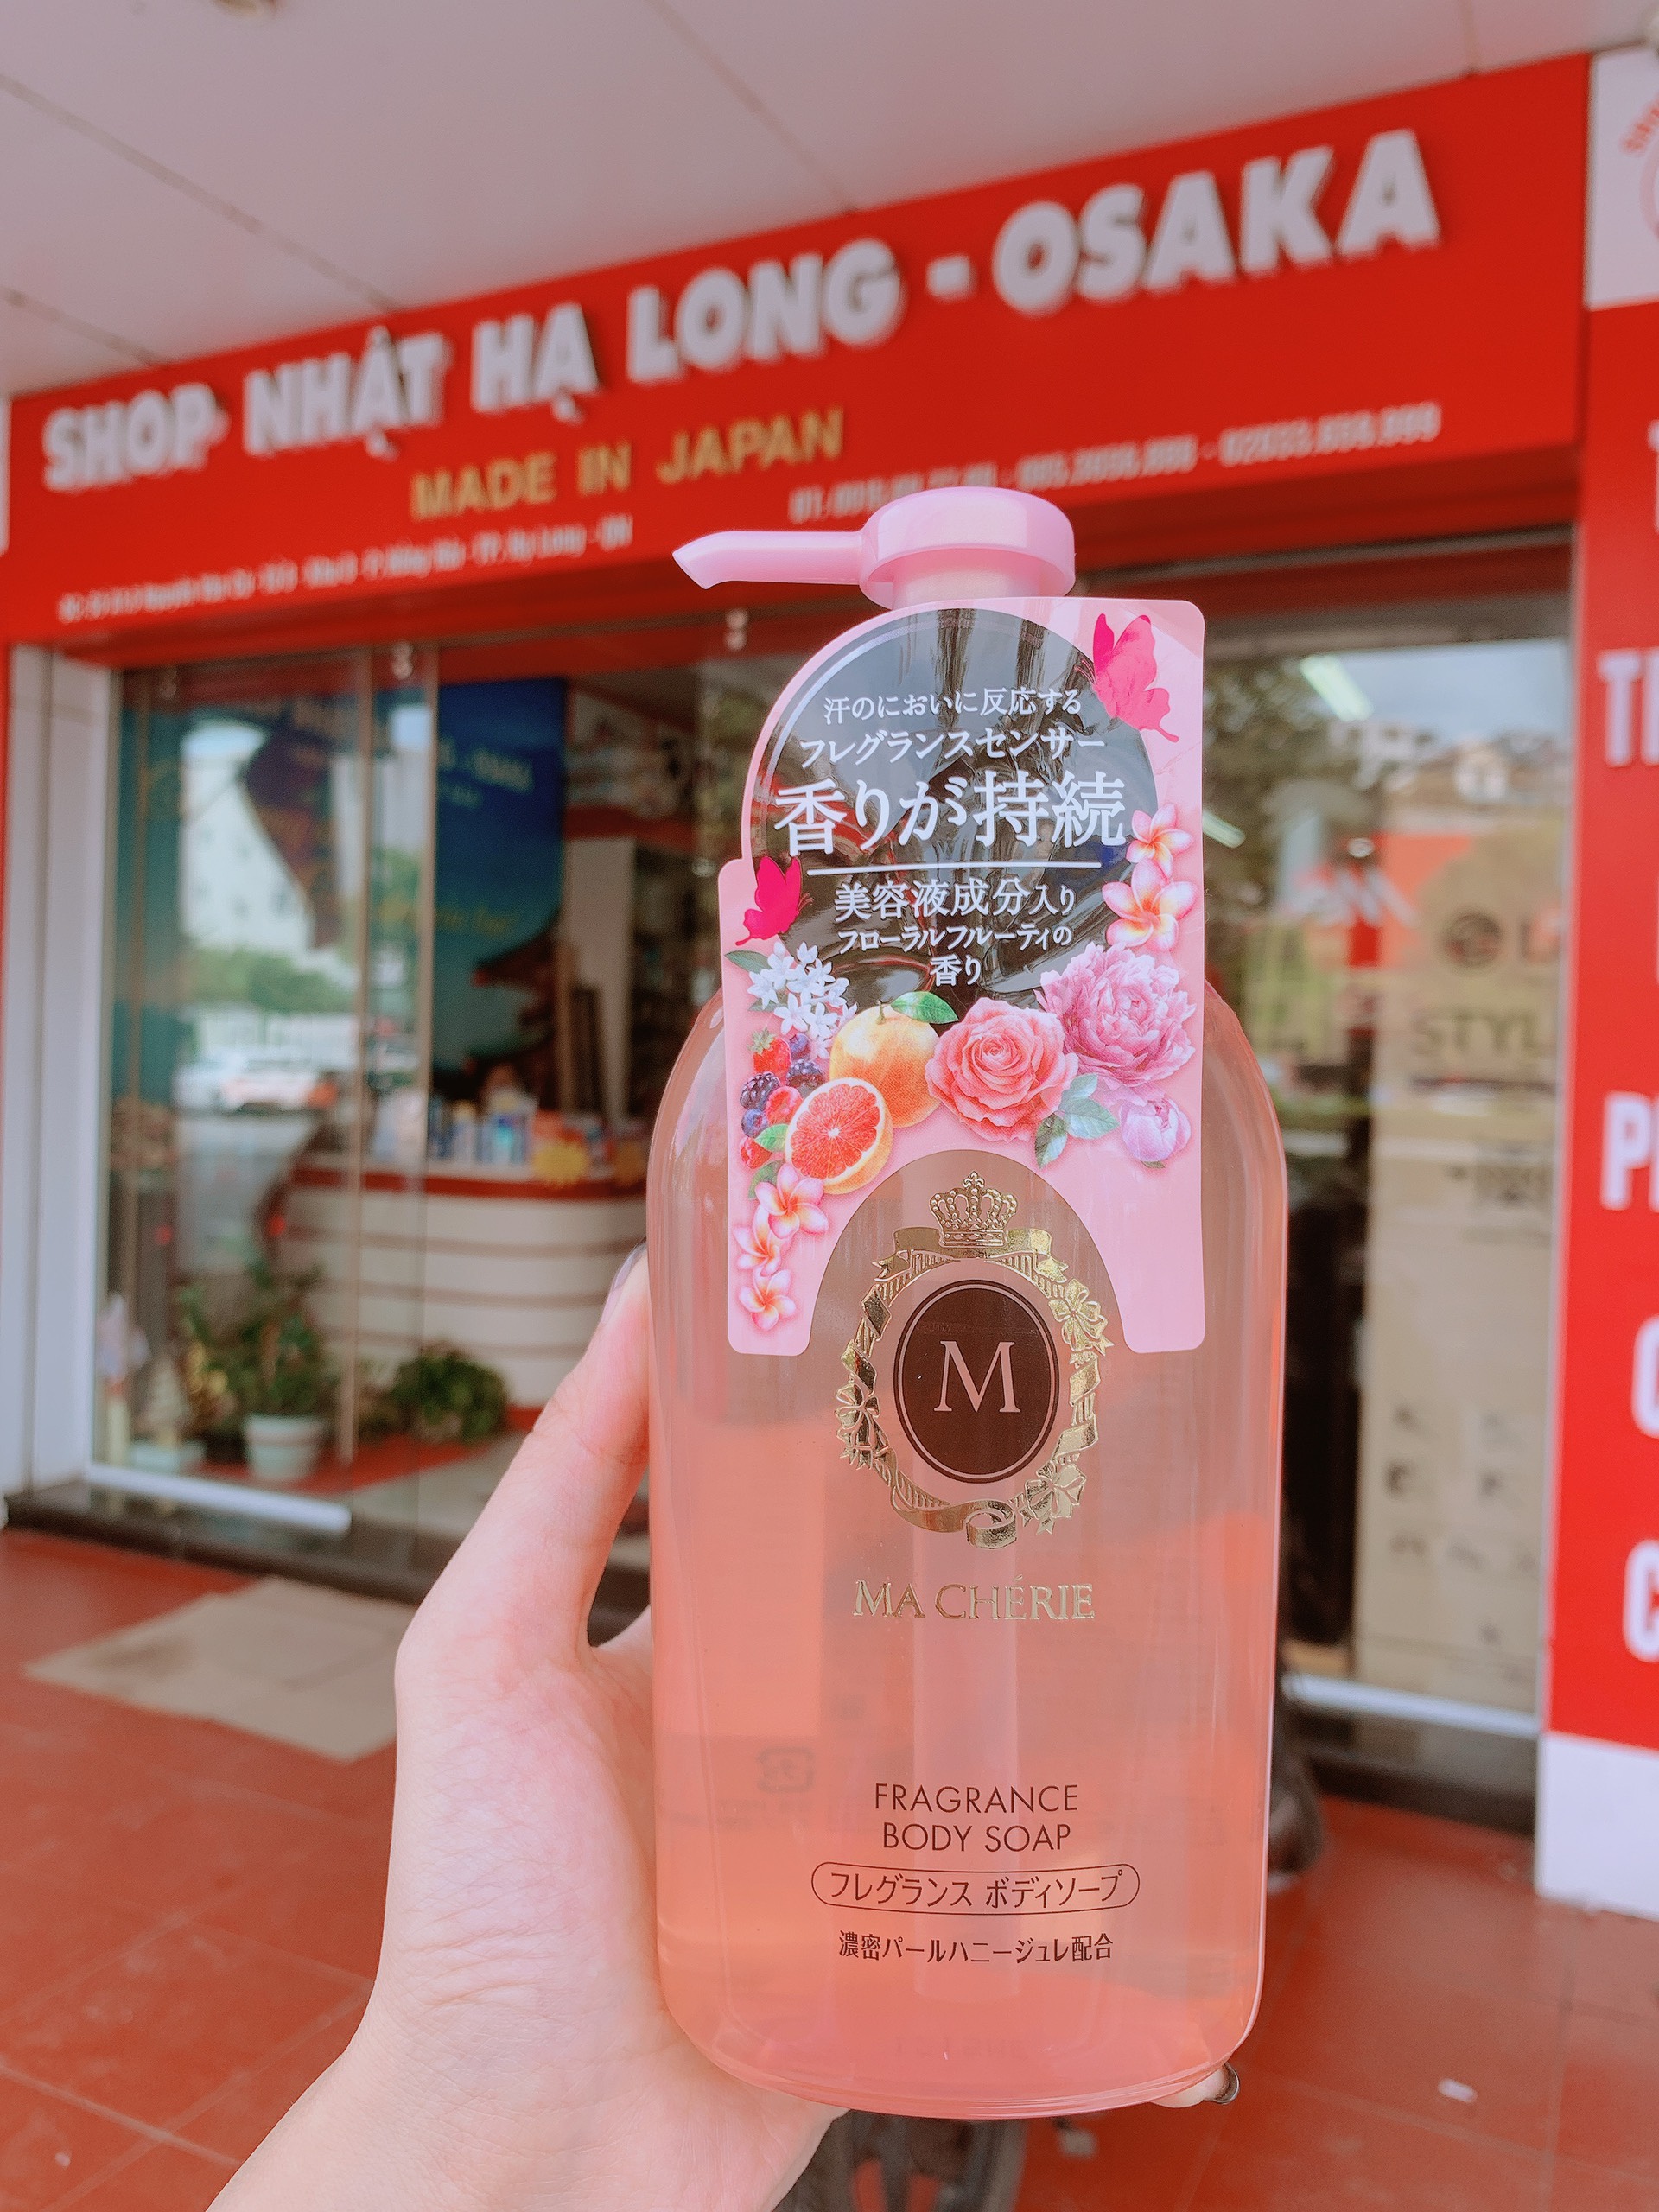 SHOP NHẬT HẠ LONG - OSAKA
MADE IN JAPAN
汗のにおいに反応する
フレグランスセンサー
香りが持続
美容液成分入り
フローラルフルーティの
香り
M
MA CHÉRIE
FRAGRANCE
BODY SOAP
フレグランス ボディソープ
濃密パールハニージュレ配合